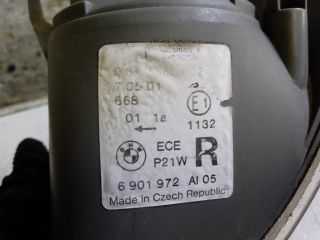 2
7.05.01
668 E1
01 1a 1132
BMW ECE
P21W R
6 901 972 AI 05
Made in Czech Republic